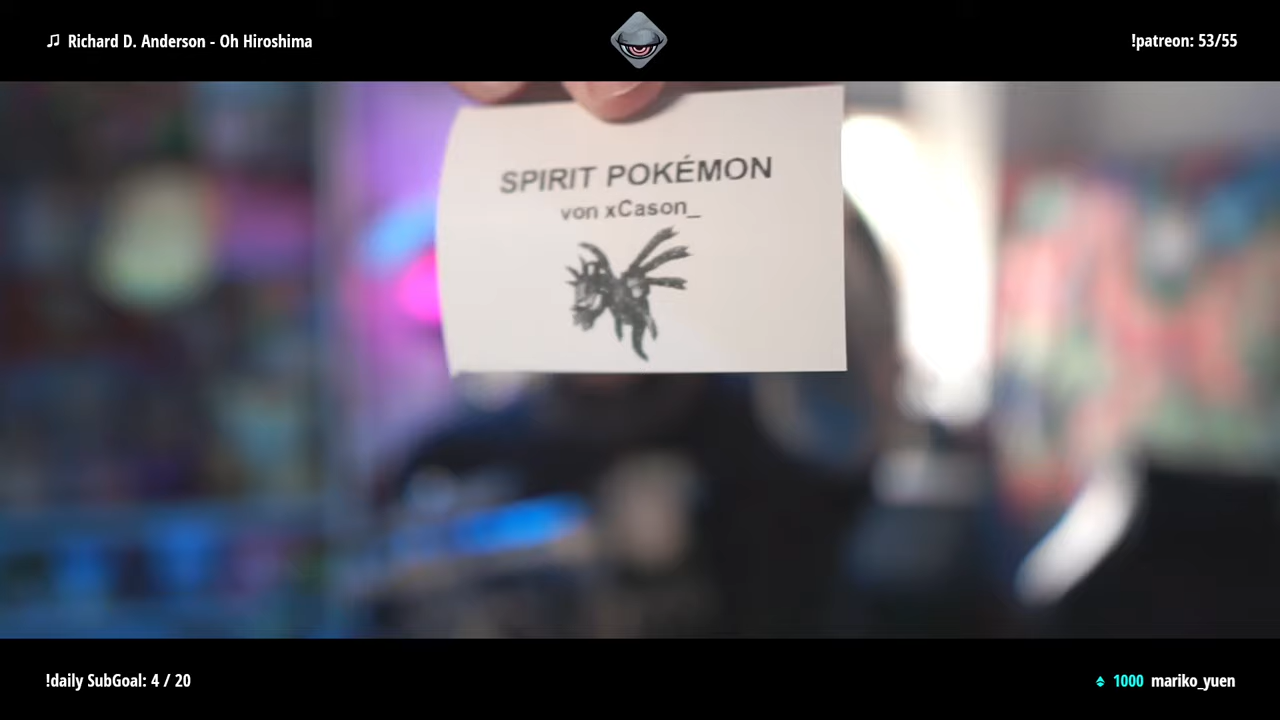 Richard D. Anderson - Oh Hiroshima
!patreon: 53/55
SPIRIT POKÉMON
von xCason_
!daily SubGoal: 4 / 20
1000 mariko_yuen